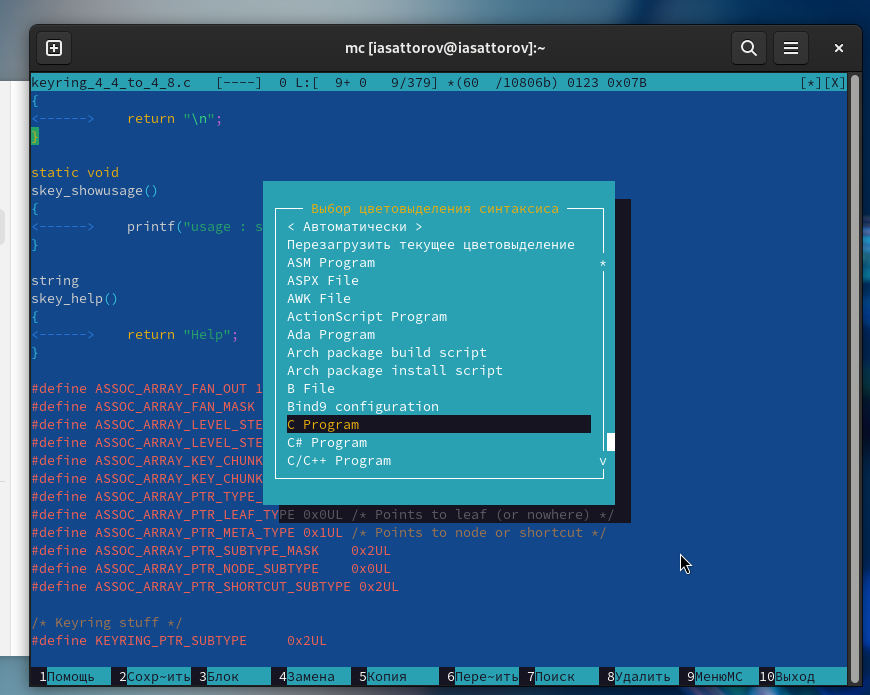 mc [iasattorov@iasattorov]:~
keyring_4_4_to_4_8.c [----] 0 L:[ 9+ 0 9/379] *(60 /10806b) 0123 0x07B [*][X]
{
<------> return "\n";
}
static void
skey_showusage()
{
<------> printf("usage : s
}
string
skey_help()
{
<------> return "Help";
}
#define ASSOC_ARRAY_FAN_OUT 1
#define ASSOC_ARRAY_FAN_MASK
#define ASSOC_ARRAY_LEVEL_STE
#define ASSOC_ARRAY_LEVEL_STE
#define ASSOC_ARRAY_KEY_CHUNK
#define ASSOC_ARRAY_KEY_CHUNK
#define ASSOC_ARRAY_PTR_TYPE_
#define ASSOC_ARRAY_PTR_LEAF_TYPE 0x0UL /* Points to leaf (or nowhere) */
#define ASSOC_ARRAY_PTR_META_TYPE 0x1UL /* Points to node or shortcut */
#define ASSOC_ARRAY_PTR_SUBTYPE_MASK 0x2UL
#define ASSOC_ARRAY_PTR_NODE_SUBTYPE 0x0UL
#define ASSOC_ARRAY_PTR_SHORTCUT_SUBTYPE 0x2UL
/* Keyring stuff */
#define KEYRING_PTR_SUBTYPE 0x2UL
Выбор цветовыделения синтаксиса
< Автоматически >
Перезагрузить текущее цветовыделение
ASM Program
ASPX File
AWK File
ActionScript Program
Ada Program
Arch package build script
Arch package install script
B File
Bind9 configuration
C Program
C# Program
C/C++ Program
1Помощь 2Сохр~ить 3Блок 4Замена 5Копия 6Пере~ить 7Поиск 8Удалить 9МенюMC 10Выход